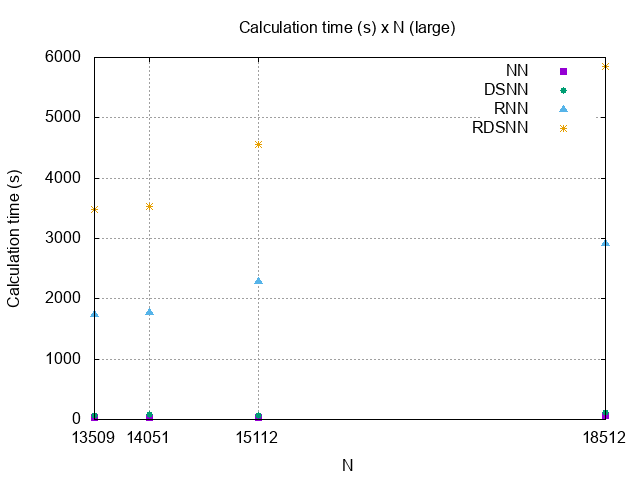 Calculation time (s) x N (large)
6000
5000
4000
3000
2000
1000
0
Calculation time (s)
NN
DSNN
RNN
RDSNN
13509 14051 15112 18512
N